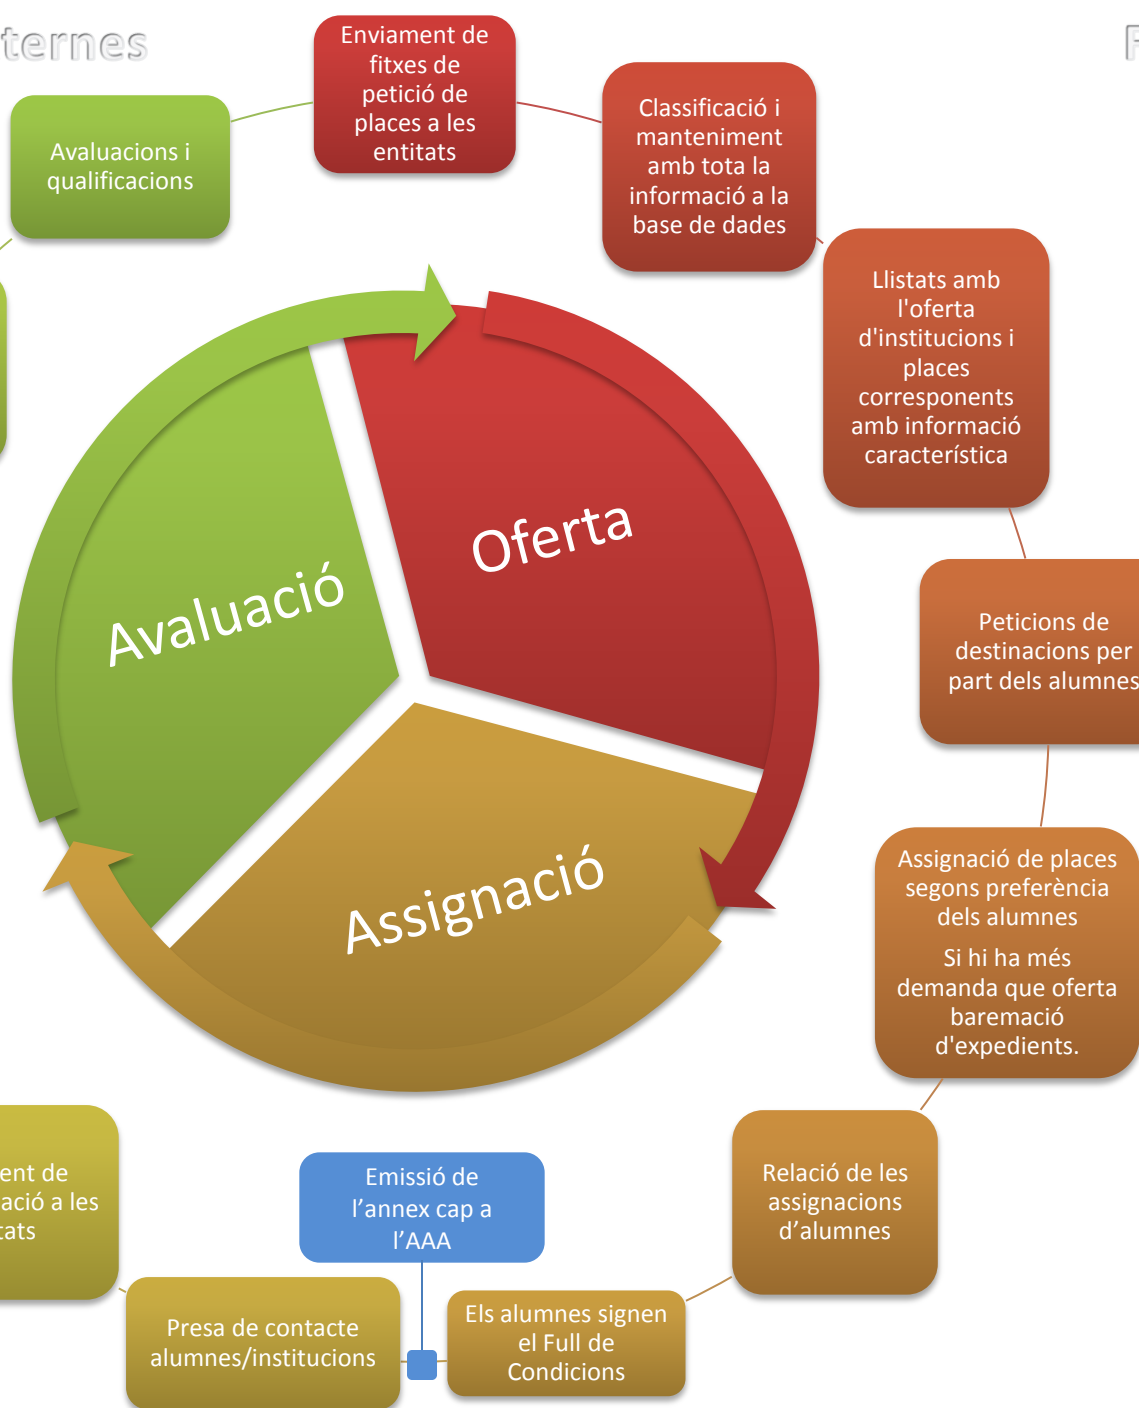 ternes
Enviament de
fitxes de
petició de
places a les
entitats
Classificació i
manteniment
amb tota la
informació a la
base de dades
Llistats amb
l'oferta
d'institucions i
places
corresponents
amb informació
característica
Peticions de
destinacions per
part dels alumnes
Assignació de places
segons preferència
dels alumnes
Si hi ha més
demanda que oferta
baremació
d'expedients.
Relació de les
assignacions
d’alumnes
Els alumnes signen
el Full de
Condicions
Emissió de
l’annex cap a
l’AAA
Presa de contacte
alumnes/institucions
ent de
ació a les
tats
Avaluacions i
qualificacions
Oferta
Assignació
Avaluació